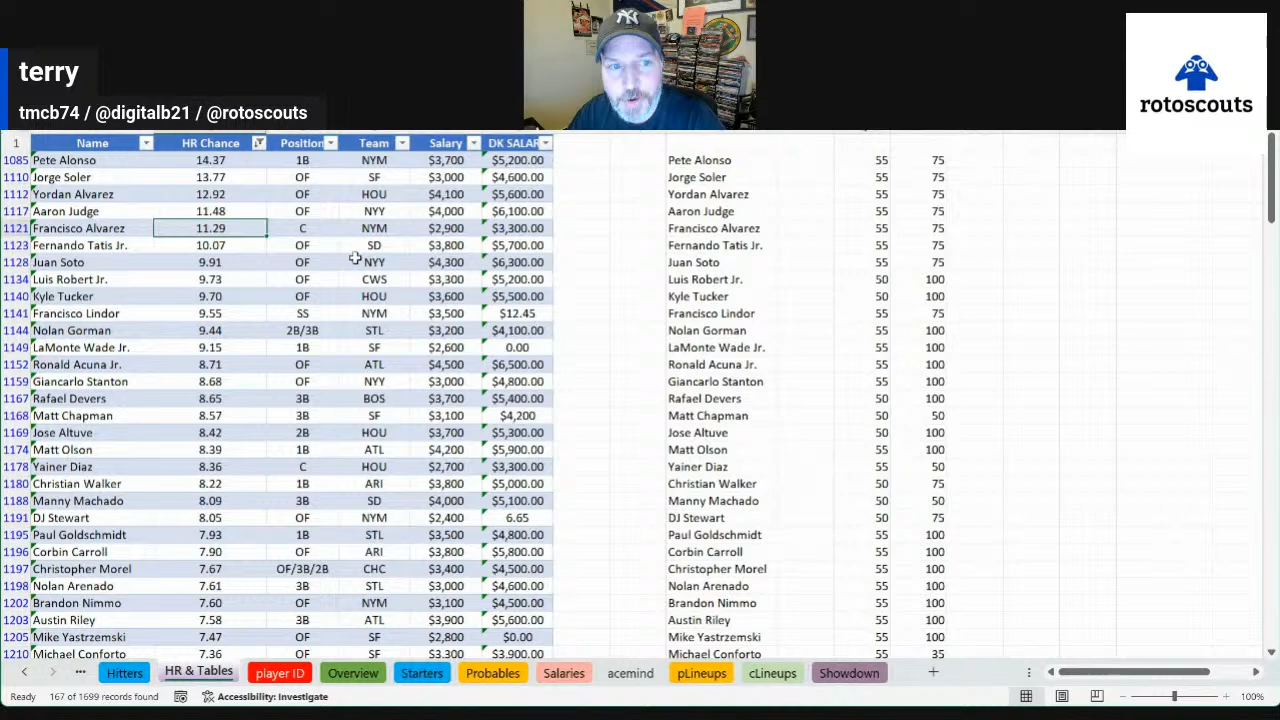 terry
tmcb74 / @digitalb21 / @rotoscouts
rotoscouts
1 Name HR Chance Position Team Salary DK SALAR
1085 Pete Alonso 14.37 1B NYM $3,700 $5,200.00 Pete Alonso 55 75
1110 Jorge Soler 13.77 OF SF $3,000 $4,600.00 Jorge Soler 55 75
1112 Yordan Alvarez 12.92 OF HOU $4,100 $5,600.00 Yordan Alvarez 55 75
1117 Aaron Judge 11.48 OF NYY $4,000 $6,100.00 Aaron Judge 55 75
1121 Francisco Alvarez 11.29 C NYM $2,900 $3,300.00 Francisco Alvarez 55 75
1123 Fernando Tatis Jr. 10.07 OF SD $3,800 $5,700.00 Fernando Tatis Jr. 55 75
1128 Juan Soto 9.91 OF NYY $4,300 $6,300.00 Juan Soto 55 75
1134 Luis Robert Jr. 9.73 OF CWS $3,300 $5,200.00 Luis Robert Jr. 50 100
1140 Kyle Tucker 9.70 OF HOU $3,600 $5,500.00 Kyle Tucker 55 100
1141 Francisco Lindor 9.55 SS NYM $3,500 $12.45 Francisco Lindor 55 75
1144 Nolan Gorman 9.44 2B/3B STL $3,200 $4,100.00 Nolan Gorman 55 100
1149 LaMonte Wade Jr. 9.15 1B SF $2,600 0.00 LaMonte Wade Jr. 55 100
1152 Ronald Acuna Jr. 8.71 OF ATL $4,500 $6,500.00 Ronald Acuna Jr. 55 100
1159 Giancarlo Stanton 8.68 OF NYY $3,000 $4,800.00 Giancarlo Stanton 55 100
1167 Rafael Devers 8.65 3B BOS $3,700 $5,400.00 Rafael Devers 50 100
1168 Matt Chapman 8.57 3B SF $3,100 $4,200 Matt Chapman 50 50
1169 Jose Altuve 8.42 2B HOU $3,700 $5,300.00 Jose Altuve 50 100
1174 Matt Olson 8.39 1B ATL $4,200 $5,900.00 Matt Olson 55 100
1178 Yainer Diaz 8.36 C HOU $2,700 $3,300.00 Yainer Diaz 55 50
1180 Christian Walker 8.22 1B ARI $3,800 $5,000.00 Christian Walker 55 75
1188 Manny Machado 8.09 3B SD $4,000 $5,100.00 Manny Machado 50 50
1191 DJ Stewart 8.05 OF NYM $2,400 6.65 DJ Stewart 50 75
1195 Paul Goldschmidt 7.93 1B STL $3,500 $4,800.00 Paul Goldschmidt 55 100
1196 Corbin Carroll 7.90 OF ARI $3,800 $5,800.00 Corbin Carroll 55 100
1197 Christopher Morel 7.67 OF/3B/2B CHC $3,400 $4,500.00 Christopher Morel 55 100
1198 Nolan Arenado 7.61 3B STL $3,000 $4,600.00 Nolan Arenado 55 100
1202 Brandon Nimmo 7.60 OF NYM $3,100 $4,500.00 Brandon Nimmo 55 100
1203 Austin Riley 7.58 3B ATL $3,900 $5,600.00 Austin Riley 55 100
1205 Mike Yastrzemski 7.47 OF SF $2,800 $0.00 Mike Yastrzemski 55 100
1210 Michael Conforto 7.36 OF SF $3,300 $3,900.00 Michael Conforto 55 35
Hitters HR & Tables player ID Overview Starters Probables Salaries acemind pLineups cLineups Showdown
Ready 167 of 1699 records found Accessibility: Investigate 100%